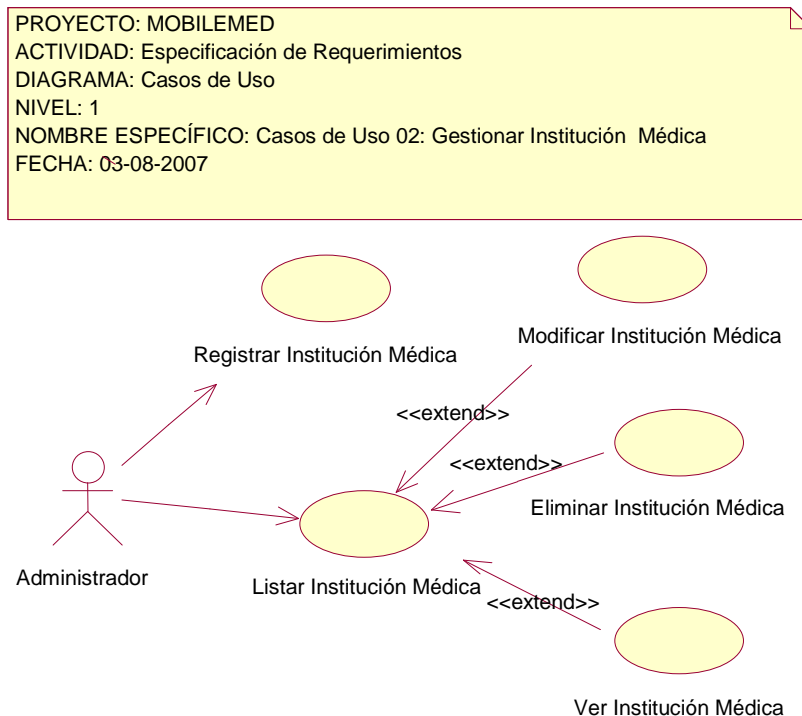 PROYECTO: MOBILEMED
ACTIVIDAD: Especificación de Requerimientos
DIAGRAMA: Casos de Uso
NIVEL: 1
NOMBRE ESPECÍFICO: Casos de Uso 02: Gestionar Institución  Médica
FECHA: 03-08-2007
Modificar Institución Médica
Registrar Institución Médica
<<extend>>
<<extend>>
Eliminar Institución Médica
Administrador
Listar Institución Médica
<<extend>>
Ver Institución Médica